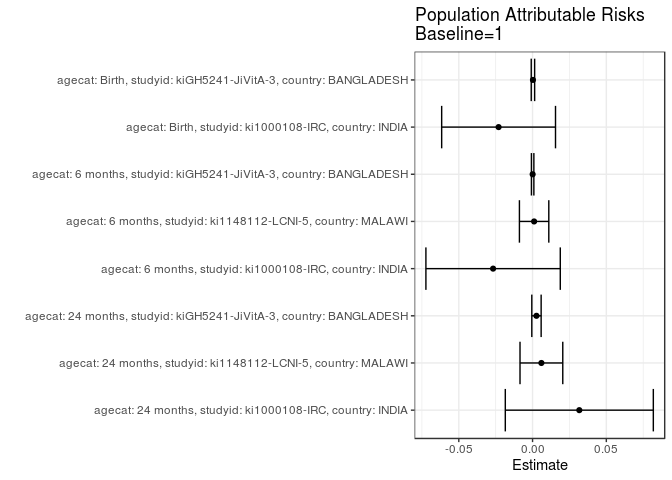 Population Attributable Risks
Baseline=1
agecat: Birth, studyid: kiGH5241-JiVitA-3, country: BANGLADESH
agecat: Birth, studyid: ki1000108-IRC, country: INDIA
agecat: 6 months, studyid: kiGH5241-JiVitA-3, country: BANGLADESH
agecat: 6 months, studyid: ki1148112-LCNI-5, country: MALAWI
agecat: 6 months, studyid: ki1000108-IRC, country: INDIA
agecat: 24 months, studyid: kiGH5241-JiVitA-3, country: BANGLADESH
agecat: 24 months, studyid: ki1148112-LCNI-5, country: MALAWI
agecat: 24 months, studyid: ki1000108-IRC, country: INDIA
-0.05 0.00 0.05
Estimate